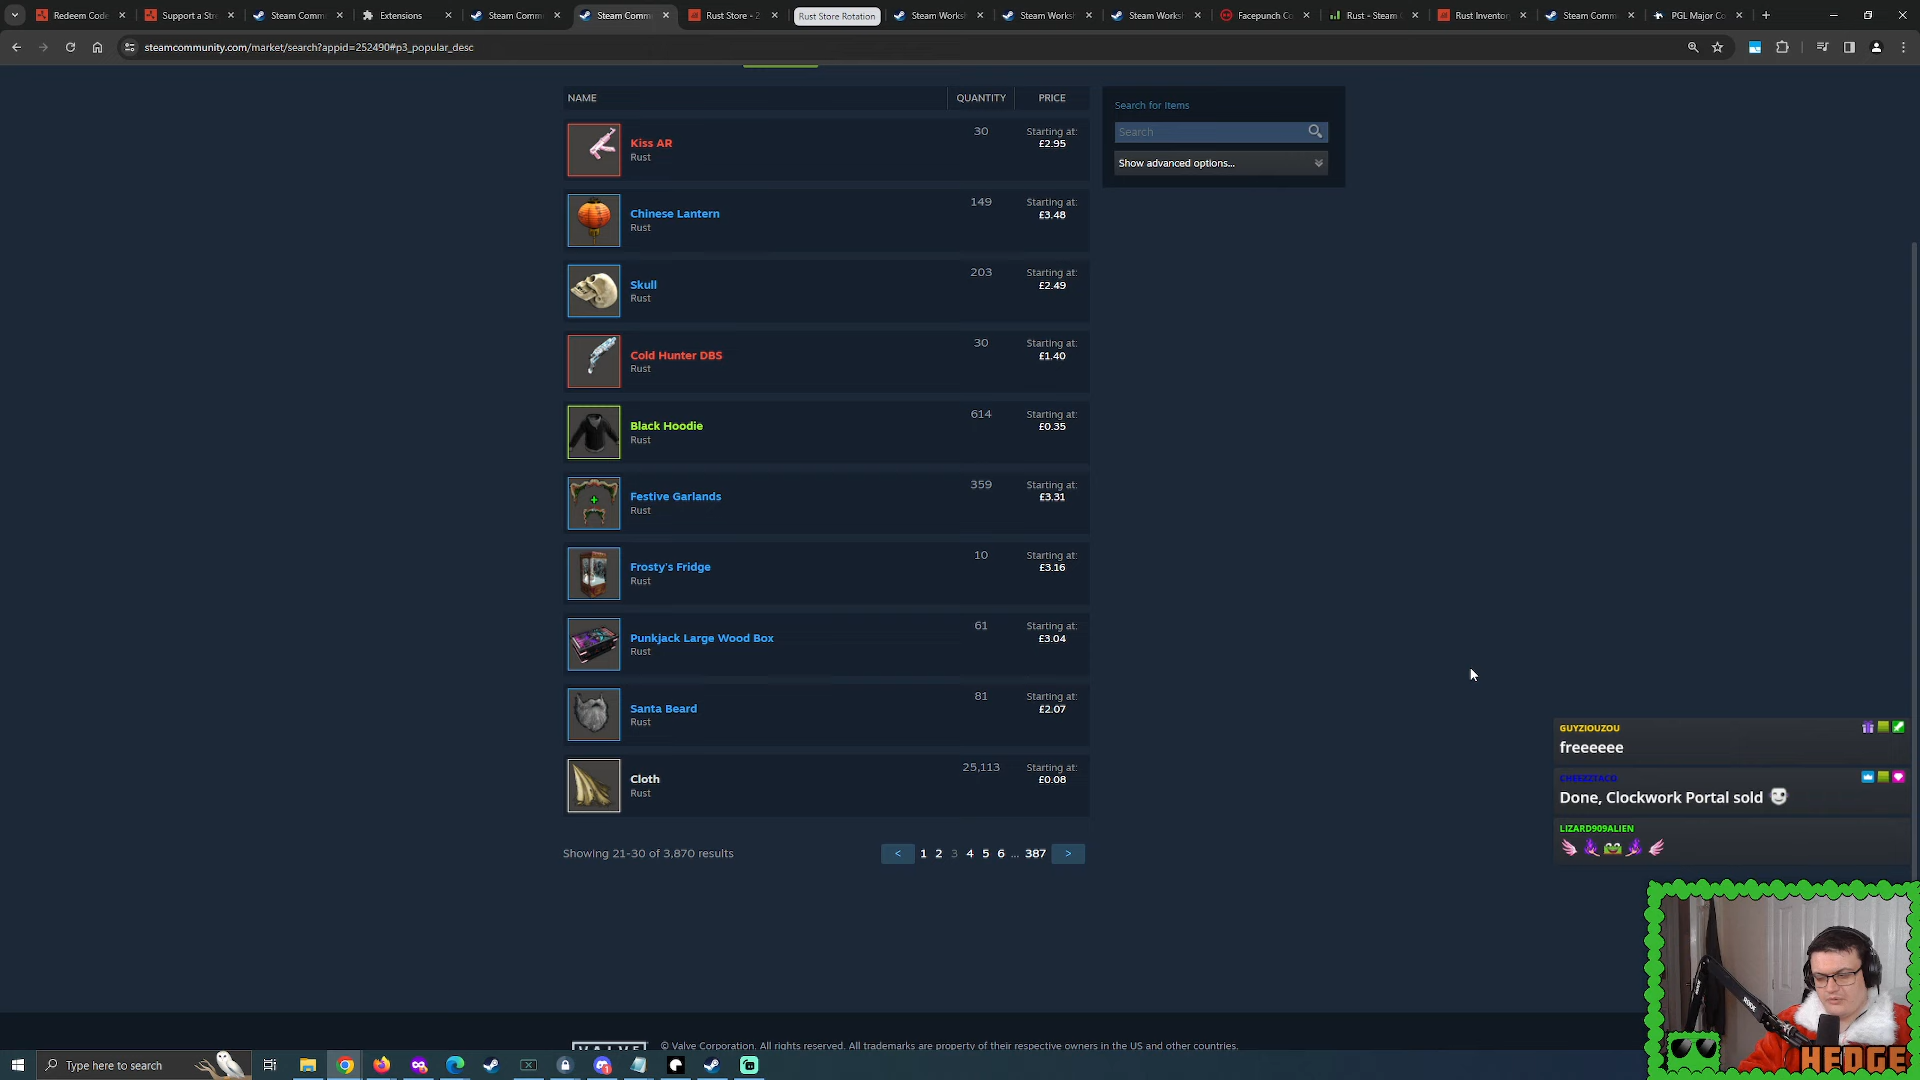 Redeem Code
Support a Str
Steam Comm
Extensions
Steam Comm
Steam Comm
Rust Store - 2
Rust Store Rotation
Steam Works
Steam Works
Steam Works
Facepunch Co
Rust - Steam
Rust Invento
Steam Comm
PGL Major Co
steamcommunity.com/market/search?appid=252490#p3_popular_desc
NAME QUANTITY PRICE
Kiss AR
Rust
30
Starting at:
£2.95
Chinese Lantern
Rust
149
Starting at:
£3.48
Skull
Rust
203
Starting at:
£2.49
Cold Hunter DBS
Rust
30
Starting at:
£1.40
Black Hoodie
Rust
614
Starting at:
£0.35
Festive Garlands
Rust
359
Starting at:
£3.31
Frosty's Fridge
Rust
10
Starting at:
£3.16
Punkjack Large Wood Box
Rust
61
Starting at:
£3.04
Santa Beard
Rust
81
Starting at:
£2.07
Cloth
Rust
25,113
Starting at:
£0.08
Showing 21-30 of 3,870 results
< 1 2 3 4 5 6 ... 387 >
Search for Items
Search
Show advanced options...
GUYZIOUZOU
freeeeee
CHEEZZTACO
Done, Clockwork Portal sold
LIZARD909ALIEN
RODE
HEDGE
VALVE
© Valve Corporation. All rights reserved. All trademarks are property of their respective owners in the US and other countries.
Type here to search